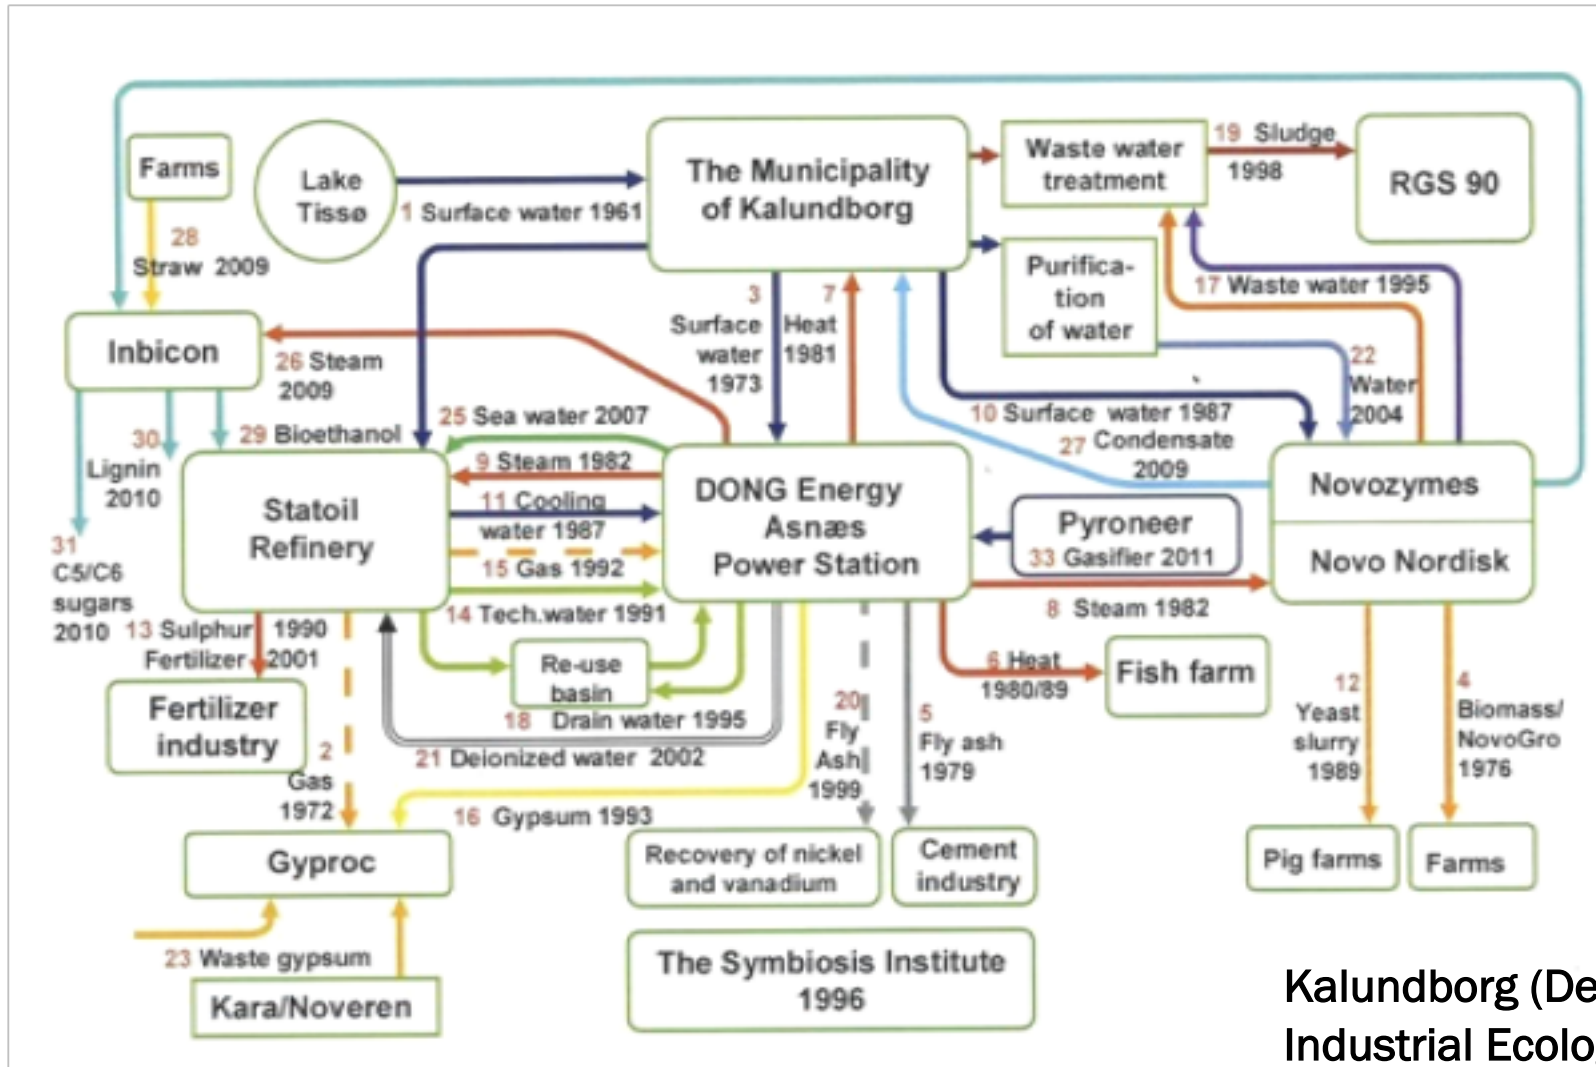 Farms
Lake
Tissø
The Municipality
of Kalundborg
Waste water
treatment
19 Sludge
1998
RGS 90
1 Surface water 1961
28
Straw 2009
Purifica-
tion
of water
17 Waste water 1995
Inbicon
26 Steam
2009
3
Surface
water
1973
7
Heat
1981
22
Water
2004
10 Surface water 1987
27 Condensate
2009
25 Sea water 2007
29 Bioethanol
30
Lignin
2010
9 Steam 1982
11 Cooling
water 1987
15 Gas 1992
14 Tech.water 1991
Statoil
Refinery
DONG Energy
Asnæs
Power Station
Pyroneer
33 Gasifier 2011
Novozymes
Novo Nordisk
8 Steam 1982
31
C5/C6
sugars
2010
13 Sulphur 1990
Fertilizer 2001
Fertilizer
industry
Re-use
basin
18 Drain water 1995
21 Deionized water 2002
6 Heat
1980/89
Fish farm
2
Gas
1972
16 Gypsum 1993
20
Fly
Ash
1999
5
Fly ash
1979
12
Yeast
slurry
1989
4
Biomass/
NovoGro
1976
Gyproc
Recovery of nickel
and vanadium
Cement
industry
Pig farms
Farms
23 Waste gypsum
Kara/Noveren
The Symbiosis Institute
1996
Kalundborg (De
Industrial Ecolo